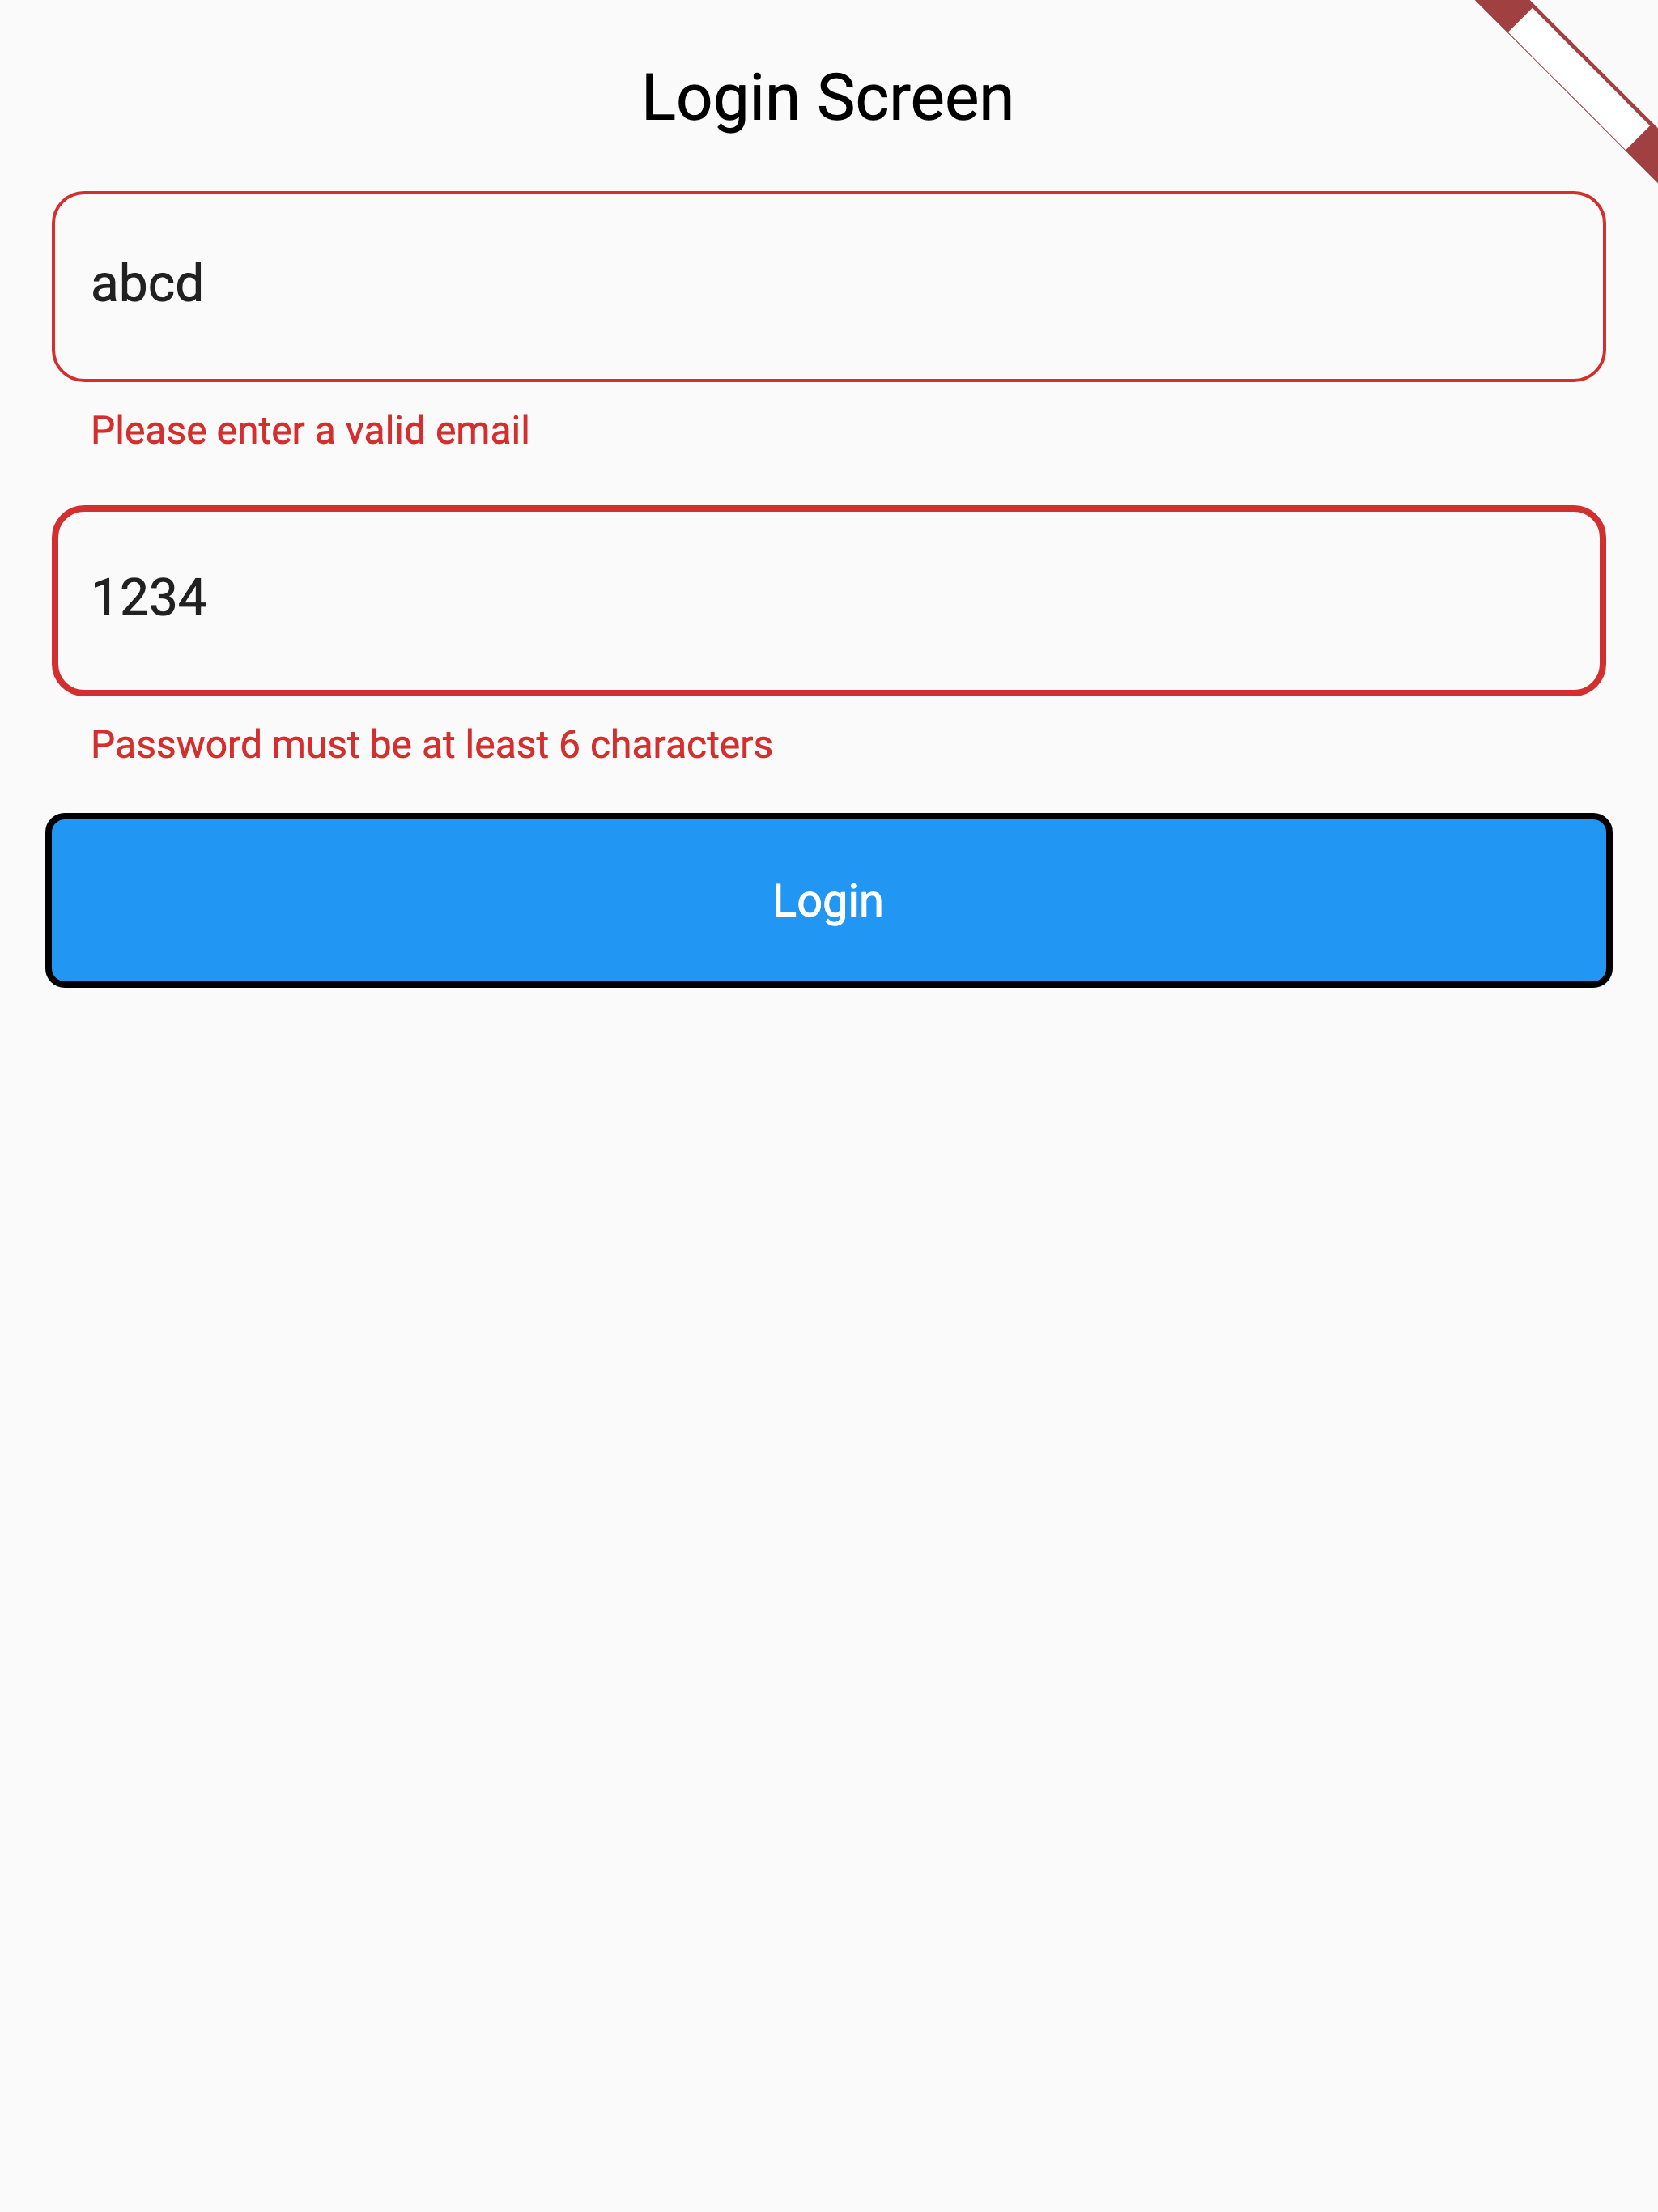 Login Screen
abcd
Please enter a valid email
1234
Password must be at least 6 characters
Login